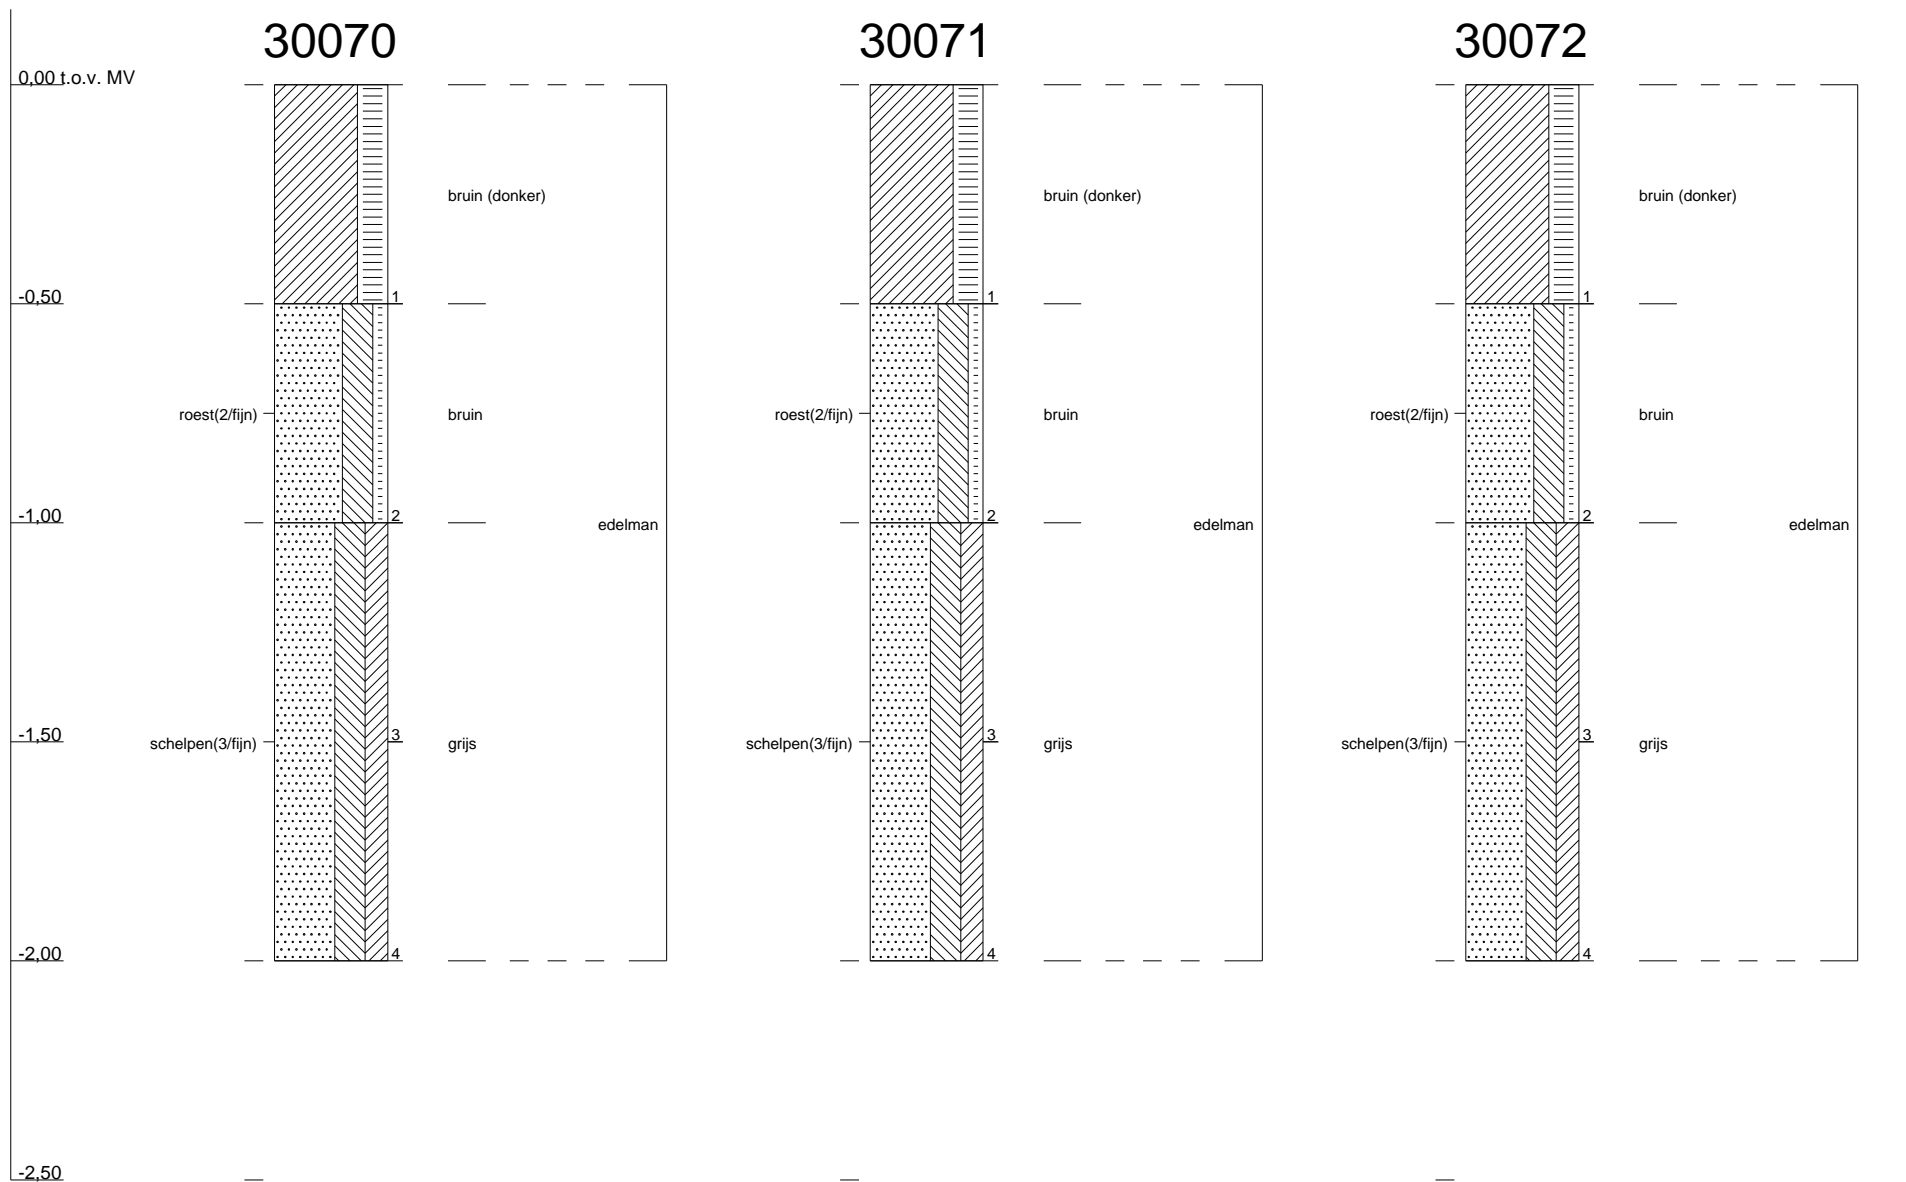 30070 30071 30072
0,00 t.o.v. MV
bruin (donker) bruin (donker) bruin (donker)
-0,50 1 1 1
roest(2/fijn) bruin roest(2/fijn) bruin roest(2/fijn) bruin
-1,00 2 2 2
edelman edelman edelman
-1,50 3 3 3
schelpen(3/fijn) grijs schelpen(3/fijn) grijs schelpen(3/fijn) grijs
-2,00 4 4 4
-2,50